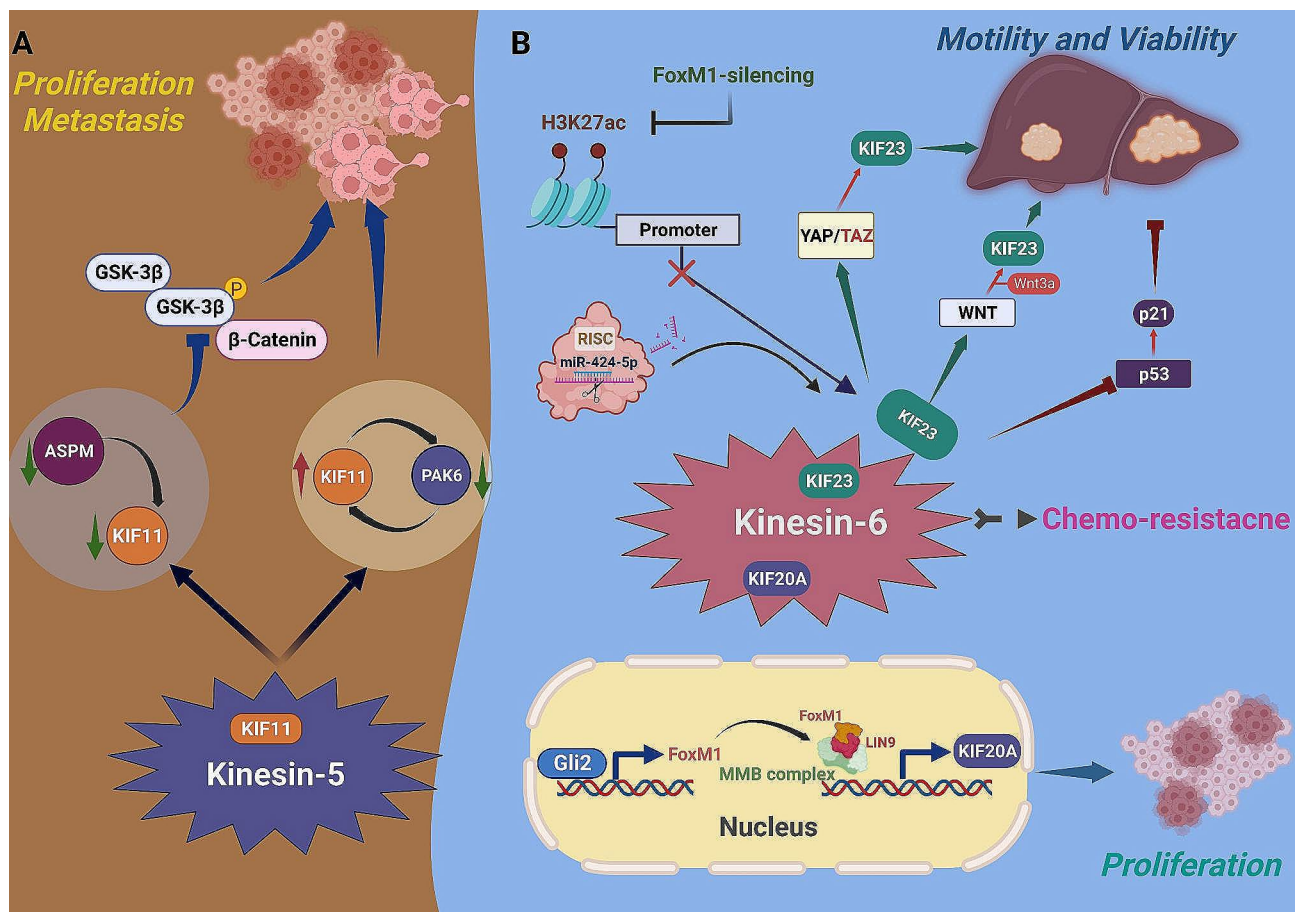 A
Proliferation
Metastasis
GSK-3β
GSK-3β
P
β-Catenin
ASPM
KIF11
KIF11
PAK6
KIF11
Kinesin-5
B
Motility and Viability
FoxM1-silencing
H3K27ac
Promoter
KIF23
YAP/TAZ
KIF23
Wnt3a
WNT
p21
p53
RISC
miR-424-5p
KIF23
KIF23
Kinesin-6
KIF20A
Chemo-resistacne
Gli2
FoxM1
FoxM1
LIN9
MMB complex
KIF20A
Nucleus
Proliferation